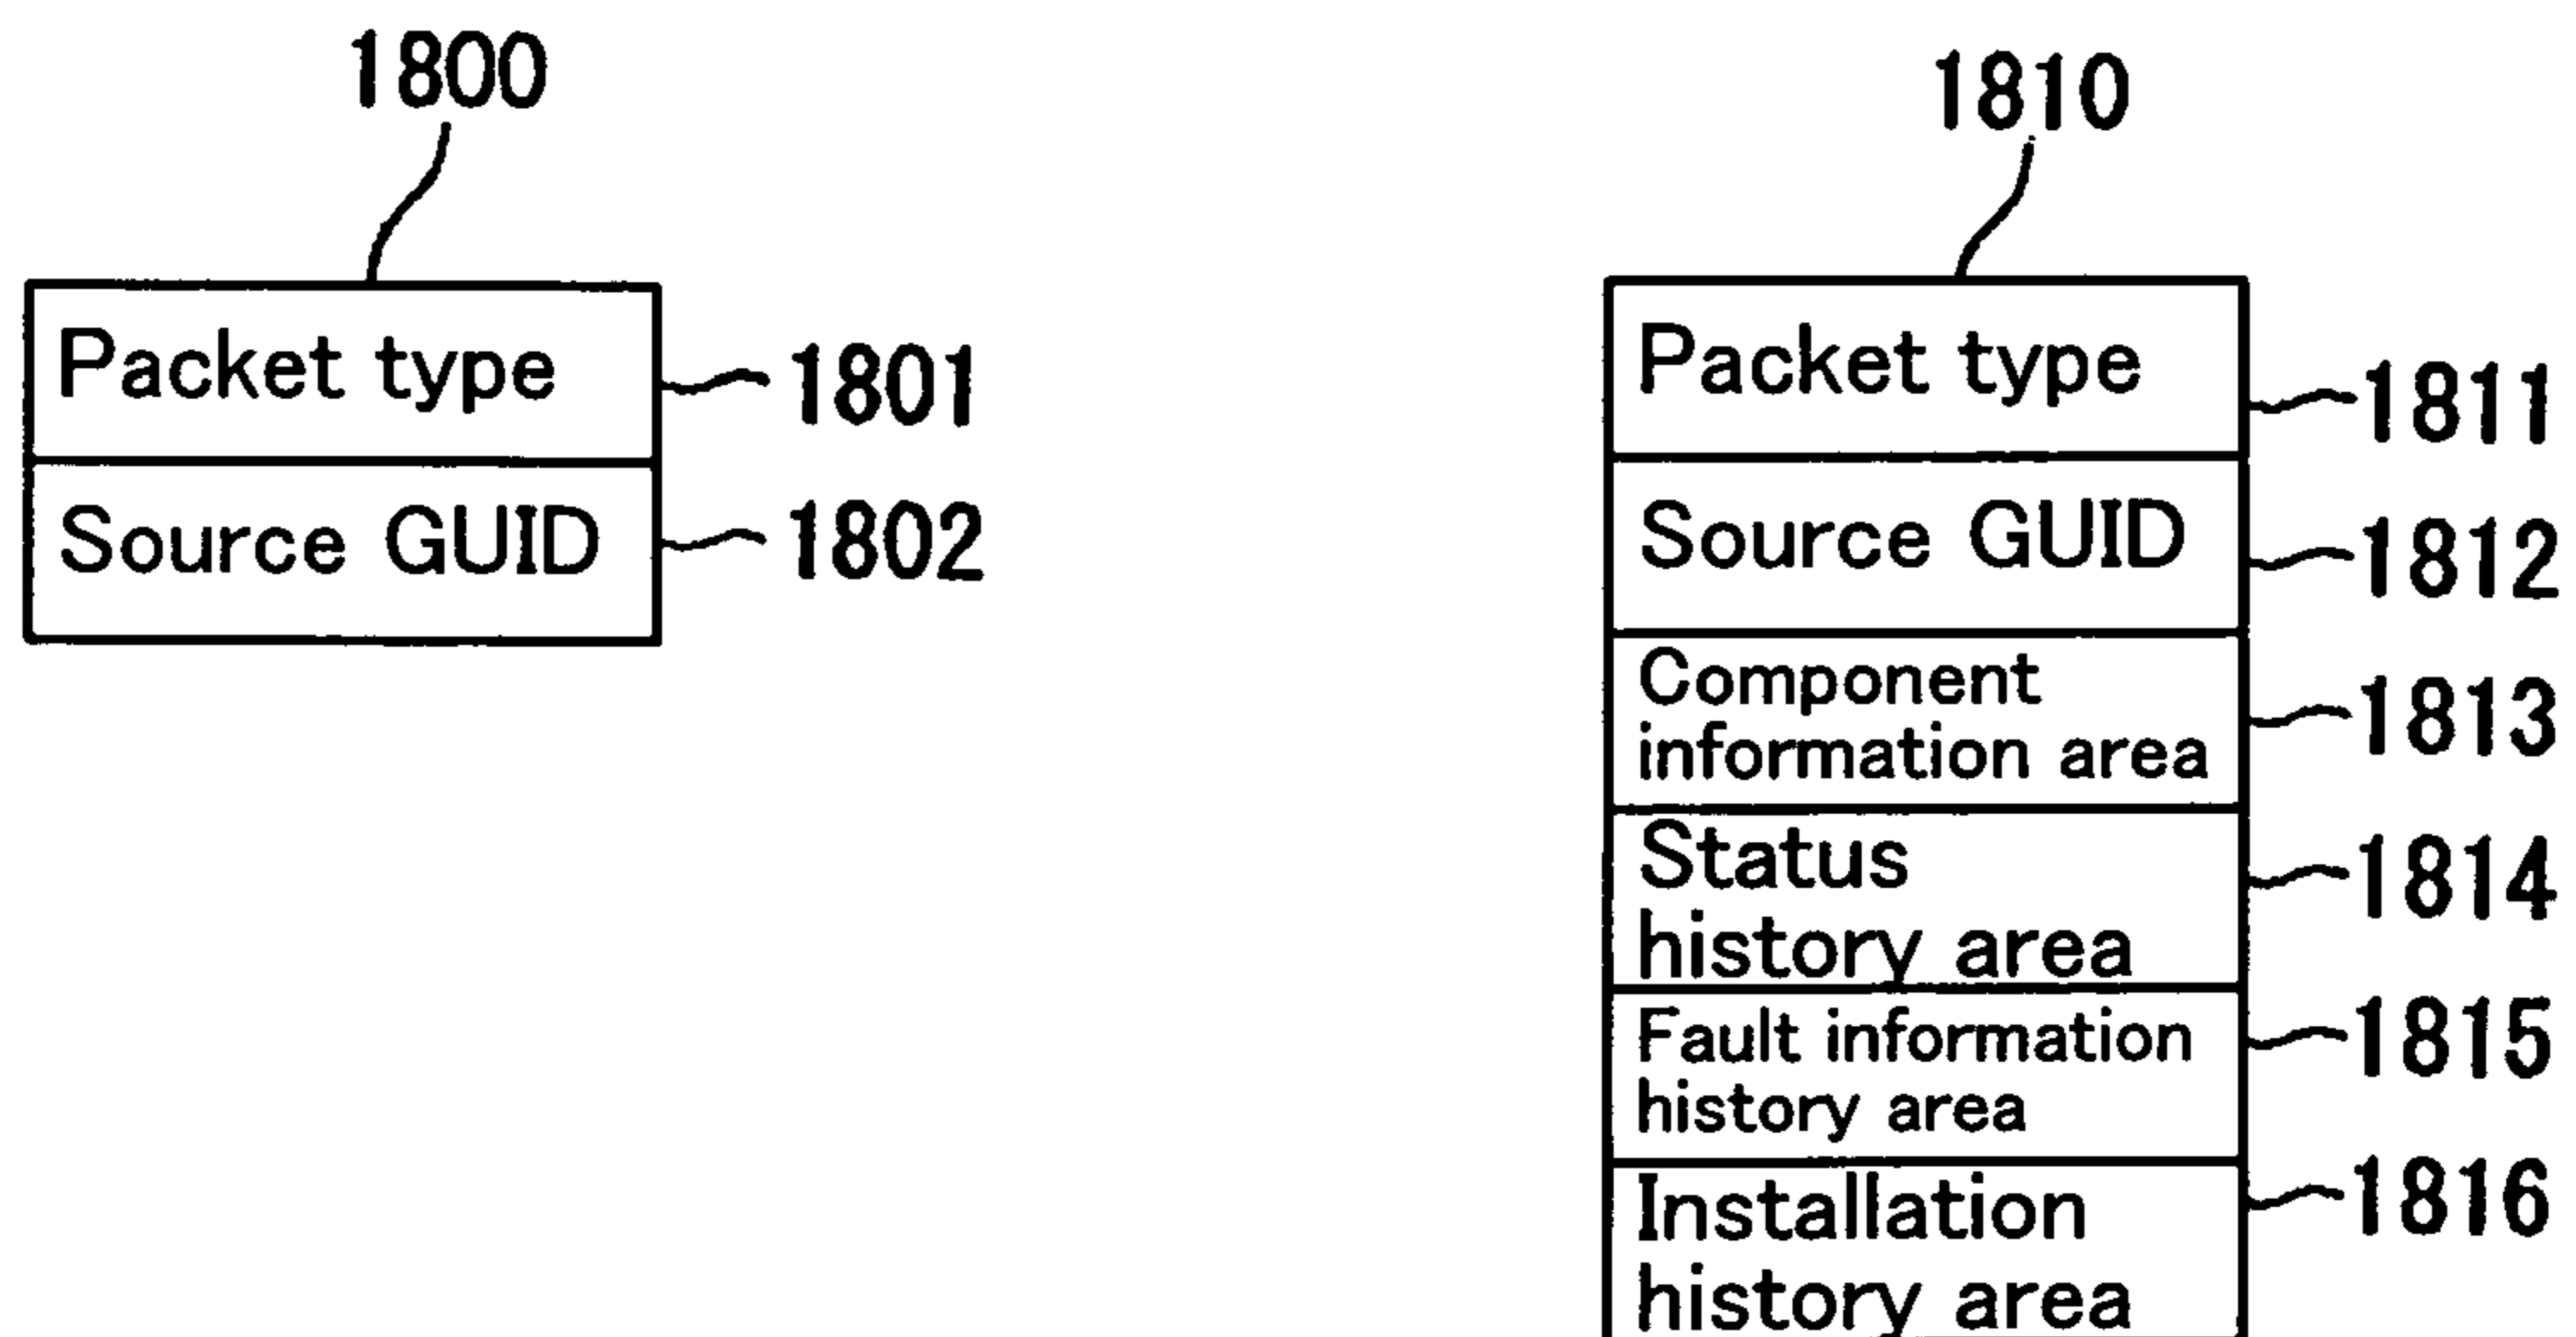 1800
Packet type
1801
Source GUID
1802
1810
Packet type
1811
Source GUID
1812
Component
information area
1813
Status
history area
1814
Fault information
history area
1815
Installation
history area
1816